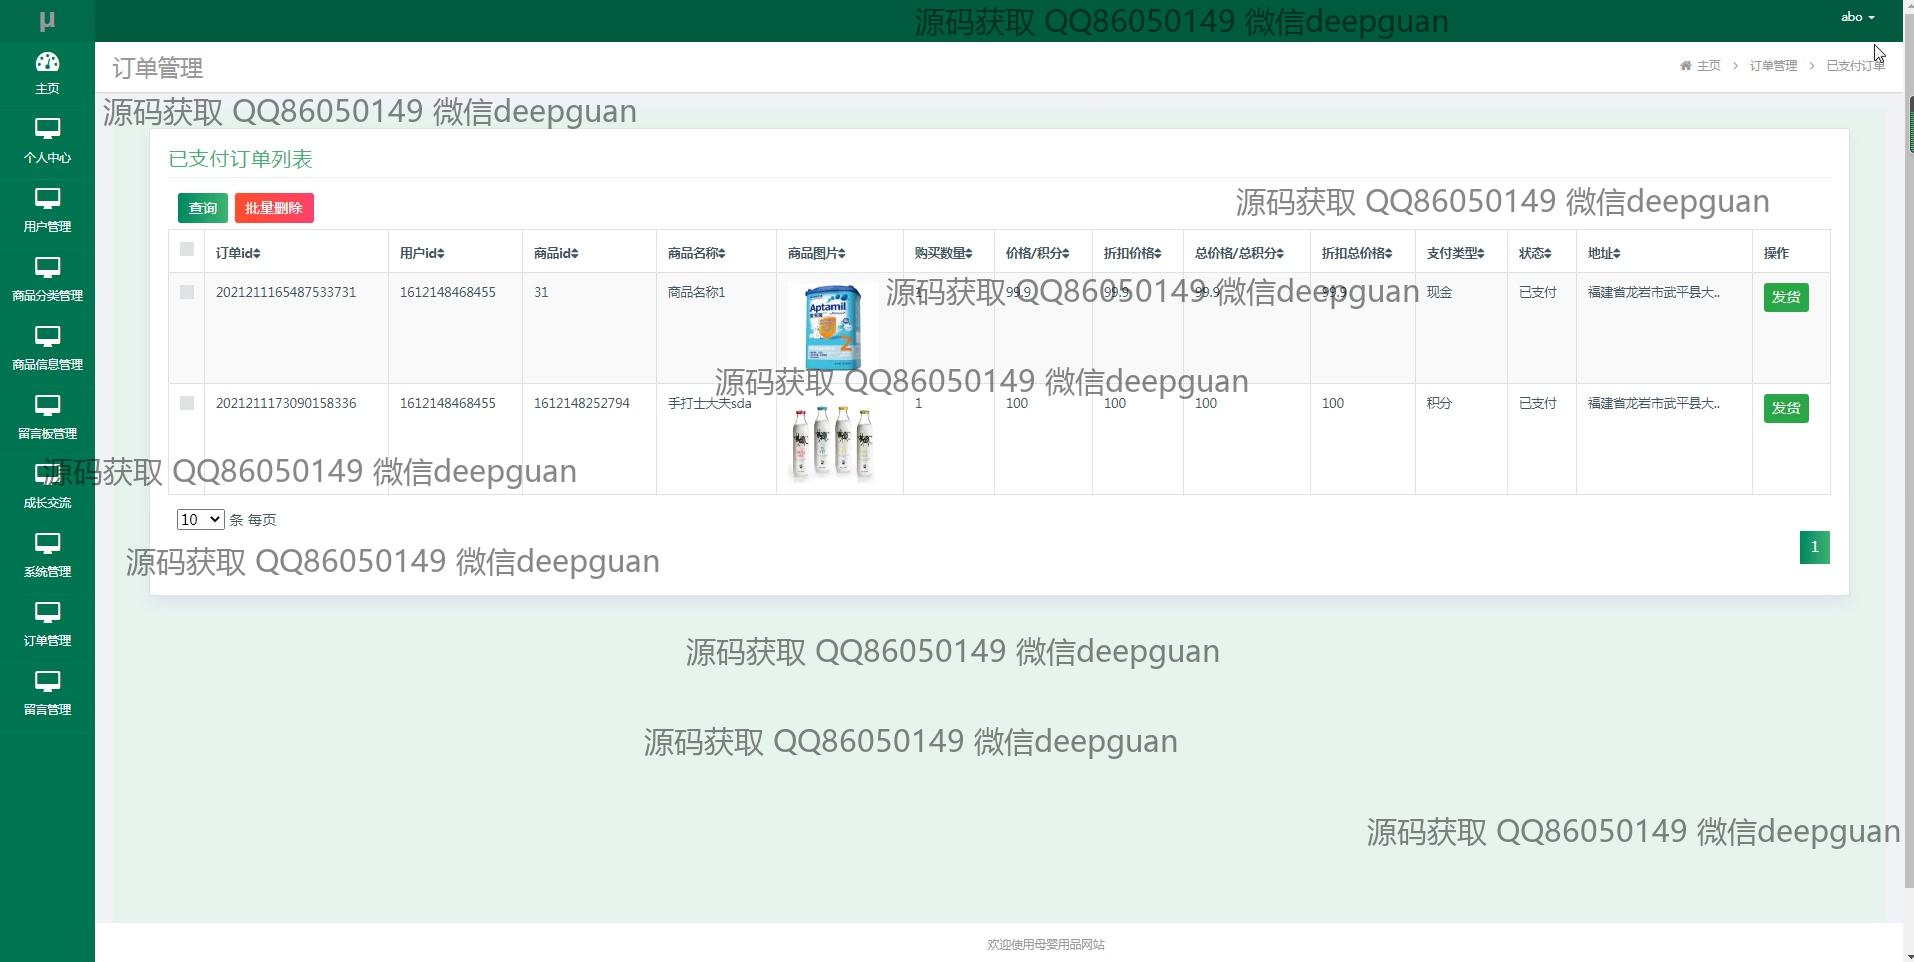 μ
源码获取 QQ86050149 微信deepguan
abo
主页
个人中心
用户管理
商品分类管理
商品信息管理
留言板管理
成长交流
系统管理
订单管理
留言管理
订单管理
主页 > 订单管理 > 已支付订单
源码获取 QQ86050149 微信deepguan
已支付订单列表
查询 批量删除
源码获取 QQ86050149 微信deepguan
订单id 用户id 商品id 商品名称 商品图片 购买数量 价格/积分 折扣价格 总价格/总积分 折扣总价格 支付类型 状态 地址 操作
2021211165487533731 1612148468455 31 商品名称1 1 99.9 99.9 99.9 99.9 现金 已支付 福建省龙岩市武平县大.. 发货
Aptamil
2
源码获取 QQ86050149 微信deepguan
源码获取 QQ86050149 微信deepguan
2021211173090158336 1612148468455 1612148252794 手打士大夫sda 1 100 100 100 100 积分 已支付 福建省龙岩市武平县大.. 发货
源码获取 QQ86050149 微信deepguan
10 条 每页
1
源码获取 QQ86050149 微信deepguan
源码获取 QQ86050149 微信deepguan
源码获取 QQ86050149 微信deepguan
源码获取 QQ86050149 微信deepguan
欢迎使用母婴用品网站